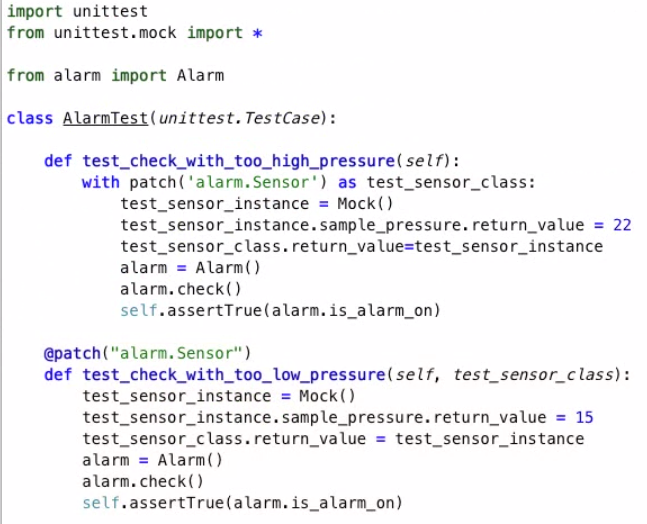 import unittest
from unittest.mock import *
from alarm import Alarm
class AlarmTest(unittest.TestCase):
def test_check_with_too_high_pressure(self):
with patch('alarm.Sensor') as test_sensor_class:
test_sensor_instance = Mock()
test_sensor_instance.sample_pressure.return_value = 22
test_sensor_class.return_value=test_sensor_instance
alarm = Alarm()
alarm.check()
self.assertTrue(alarm.is_alarm_on)
@patch("alarm.Sensor")
def test_check_with_too_low_pressure(self, test_sensor_class):
test_sensor_instance = Mock()
test_sensor_instance.sample_pressure.return_value = 15
test_sensor_class.return_value = test_sensor_instance
alarm = Alarm()
alarm.check()
self.assertTrue(alarm.is_alarm_on)